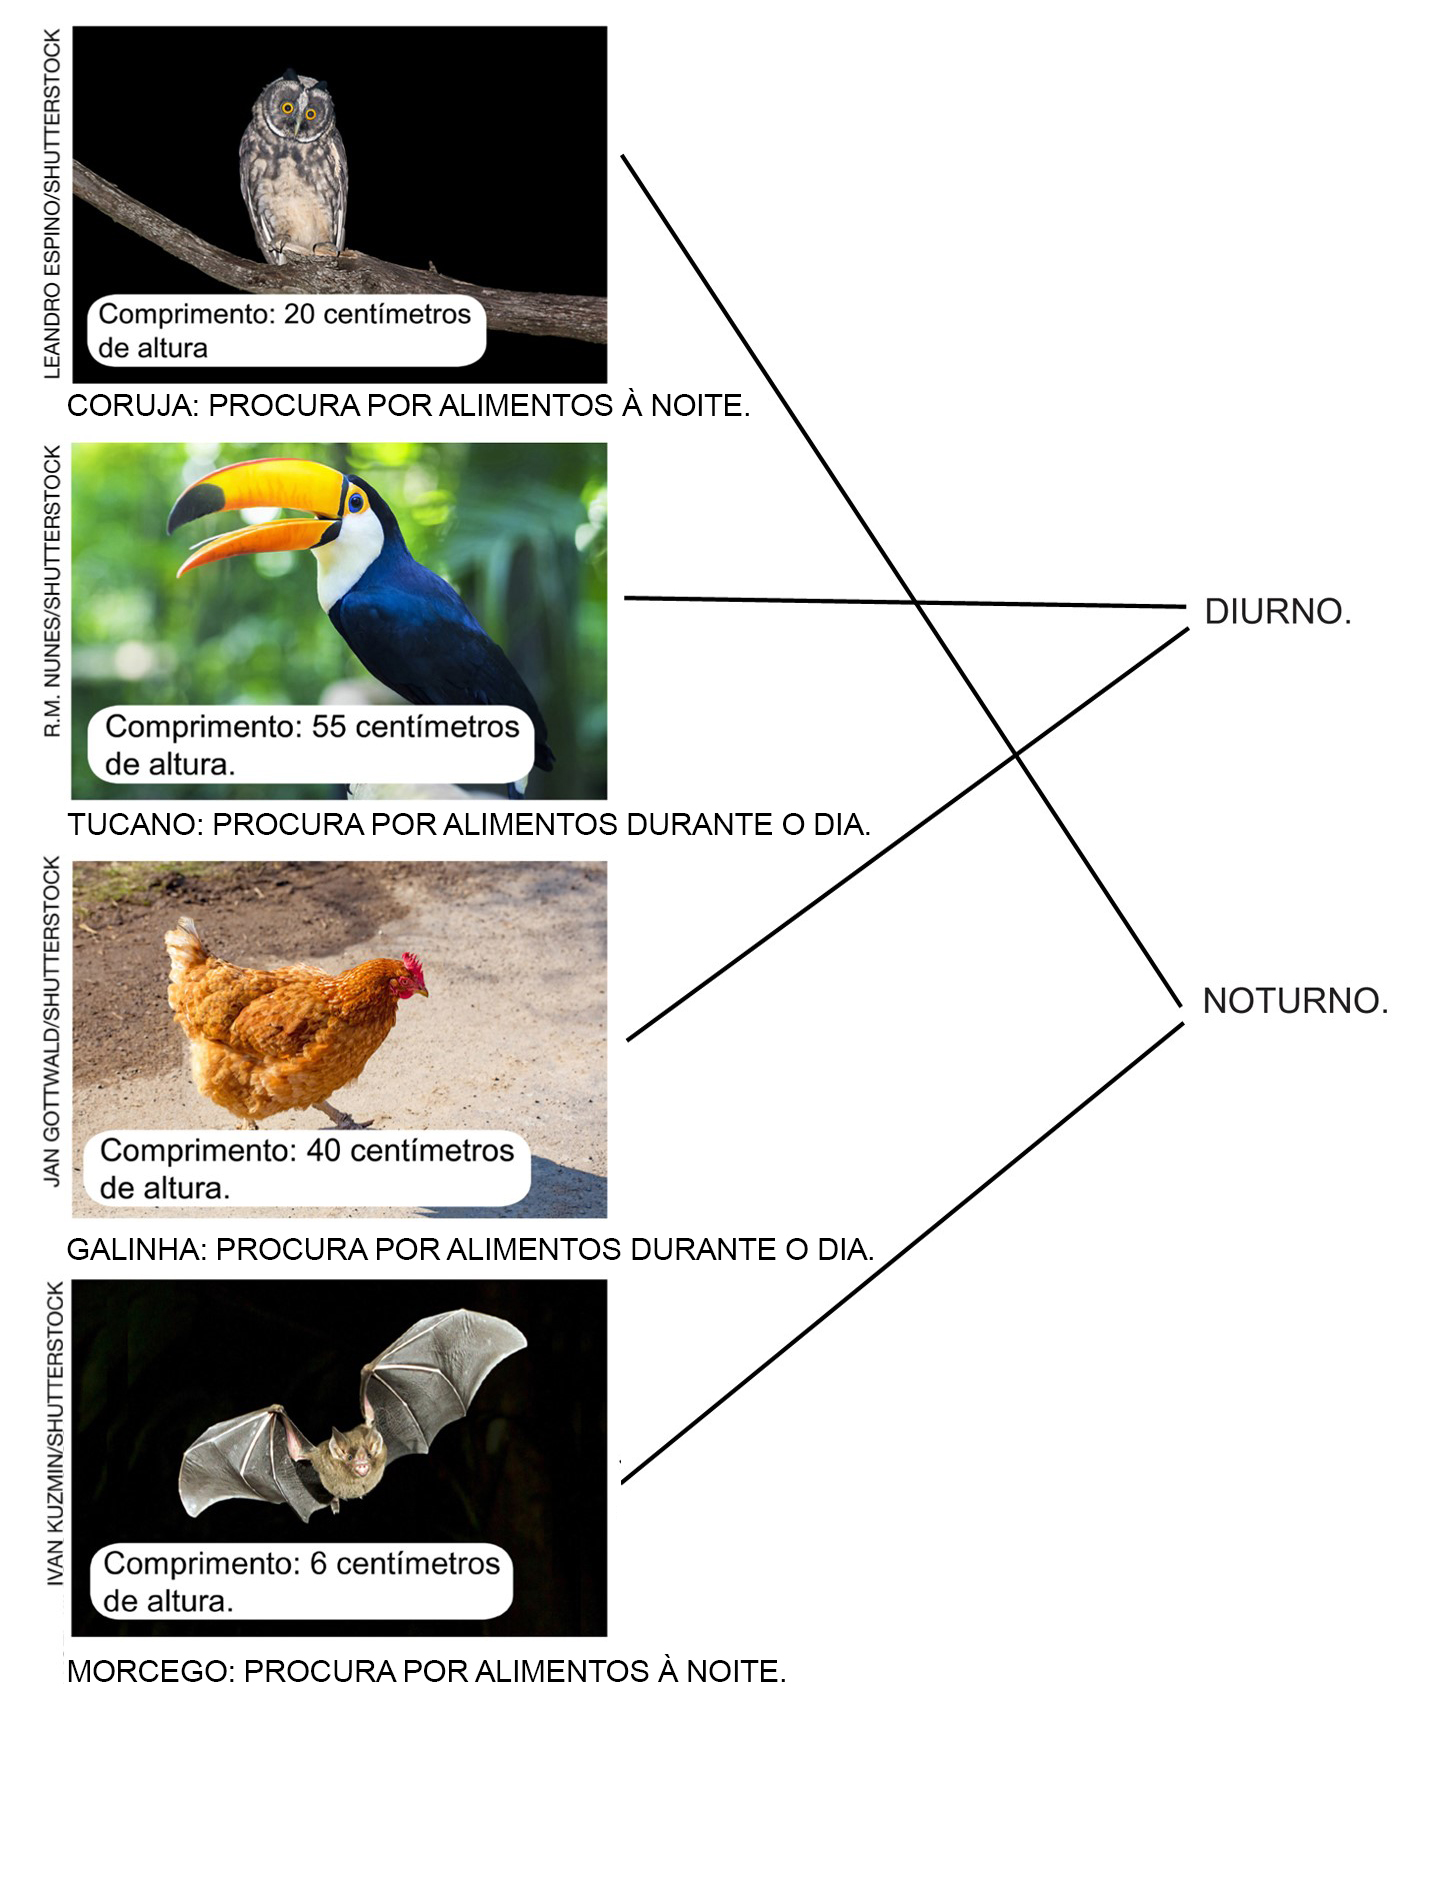 LEANDRO ESPINO/SHUTTERSTOCK
Comprimento: 20 centímetros
de altura
CORUJA: PROCURA POR ALIMENTOS À NOITE.
R.M. NUNES/SHUTTERSTOCK
Comprimento: 55 centímetros
de altura.
TUCANO: PROCURA POR ALIMENTOS DURANTE O DIA.
JAN GOTTWALD/SHUTTERSTOCK
Comprimento: 40 centímetros
de altura.
GALINHA: PROCURA POR ALIMENTOS DURANTE O DIA.
IVAN KUZMIN/SHUTTERSTOCK
Comprimento: 6 centímetros
de altura.
MORCEGO: PROCURA POR ALIMENTOS À NOITE.
DIURNO.
NOTURNO.